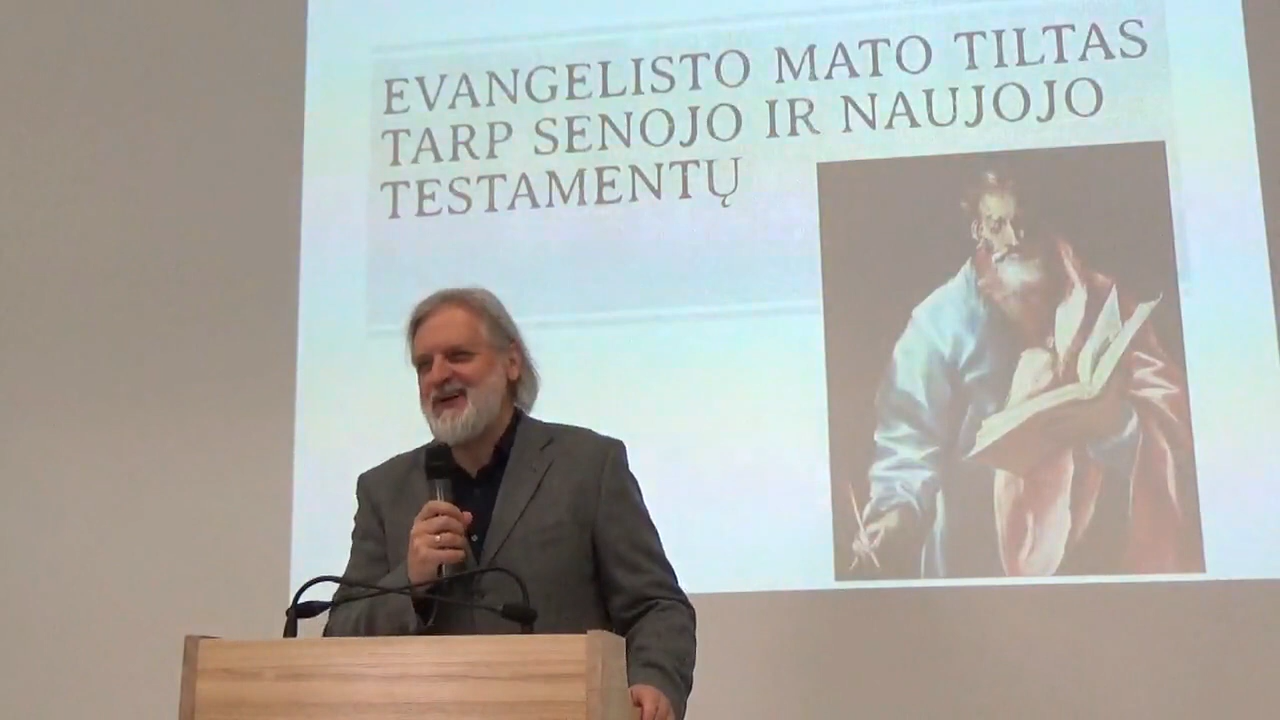 EVANGELISTO MATO TILTAS
TARP SENOJO IR NAUJOJO
TESTAMENTŲ